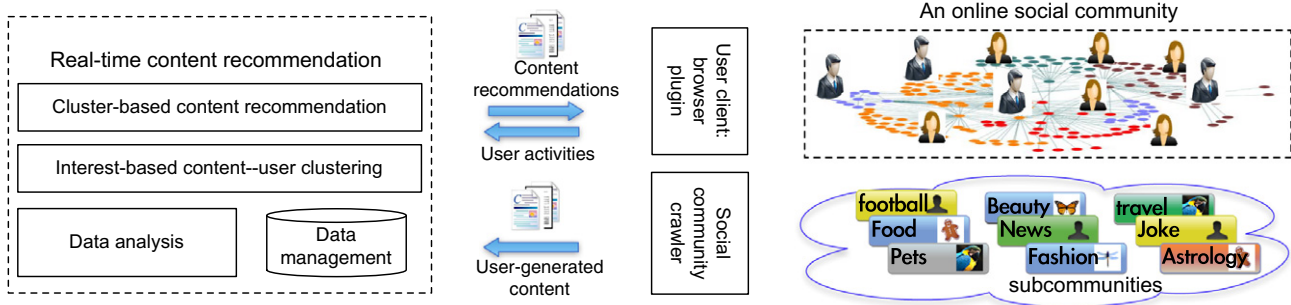 Real-time content recommendation
Cluster-based content recommendation
Interest-based content--user clustering
Data analysis
Data
management
Content
recommendations
User activities
User-generated
content
User client:
browser
plugin
Social
community
crawler
An online social community
football
Beauty
travel
Food
News
Joke
Pets
Fashion
Astrology
subcommunities